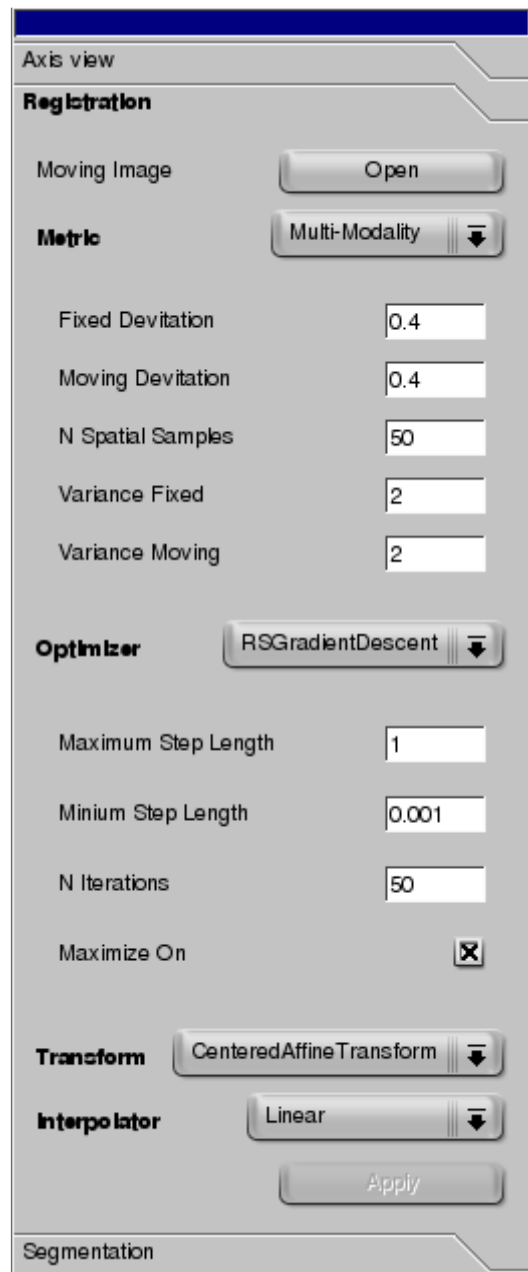 Axis view
Registration
Moving Image Open
Metric Multi-Modality
Fixed Devitation 0.4
Moving Devitation 0.4
N Spatial Samples 50
Variance Fixed 2
Variance Moving 2
Optimizer RSGradientDescent
Maximum Step Length 1
Minium Step Length 0.001
N Iterations 50
Maximize On
Transform CenteredAffineTransform
Interpolator Linear
Apply
Segmentation